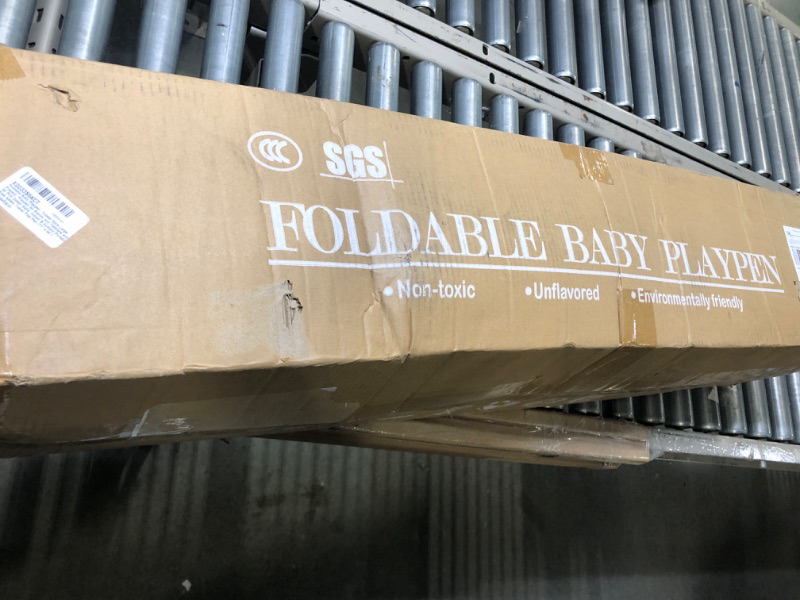 CCC
SGS
FOLDABLE BABY PLAYPEN
• Non-toxic • Unflavored • Environmentally friendly